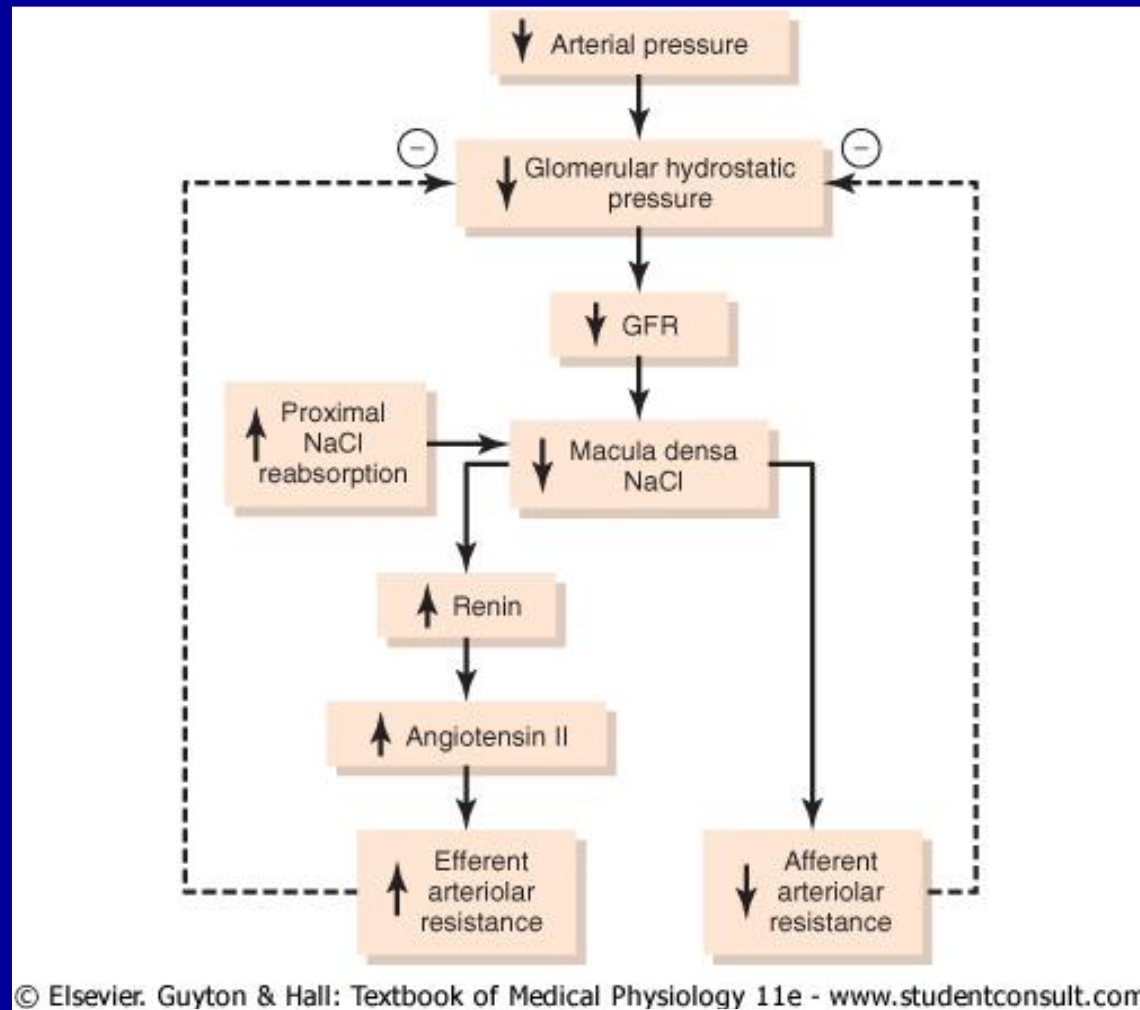 Arterial pressure
−
−
Glomerular hydrostatic
pressure
GFR
Proximal
NaCl
reabsorption
Macula densa
NaCl
Renin
Angiotensin II
Efferent
arteriolar
resistance
Afferent
arteriolar
resistance
© Elsevier. Guyton & Hall: Textbook of Medical Physiology 11e - www.studentconsult.com